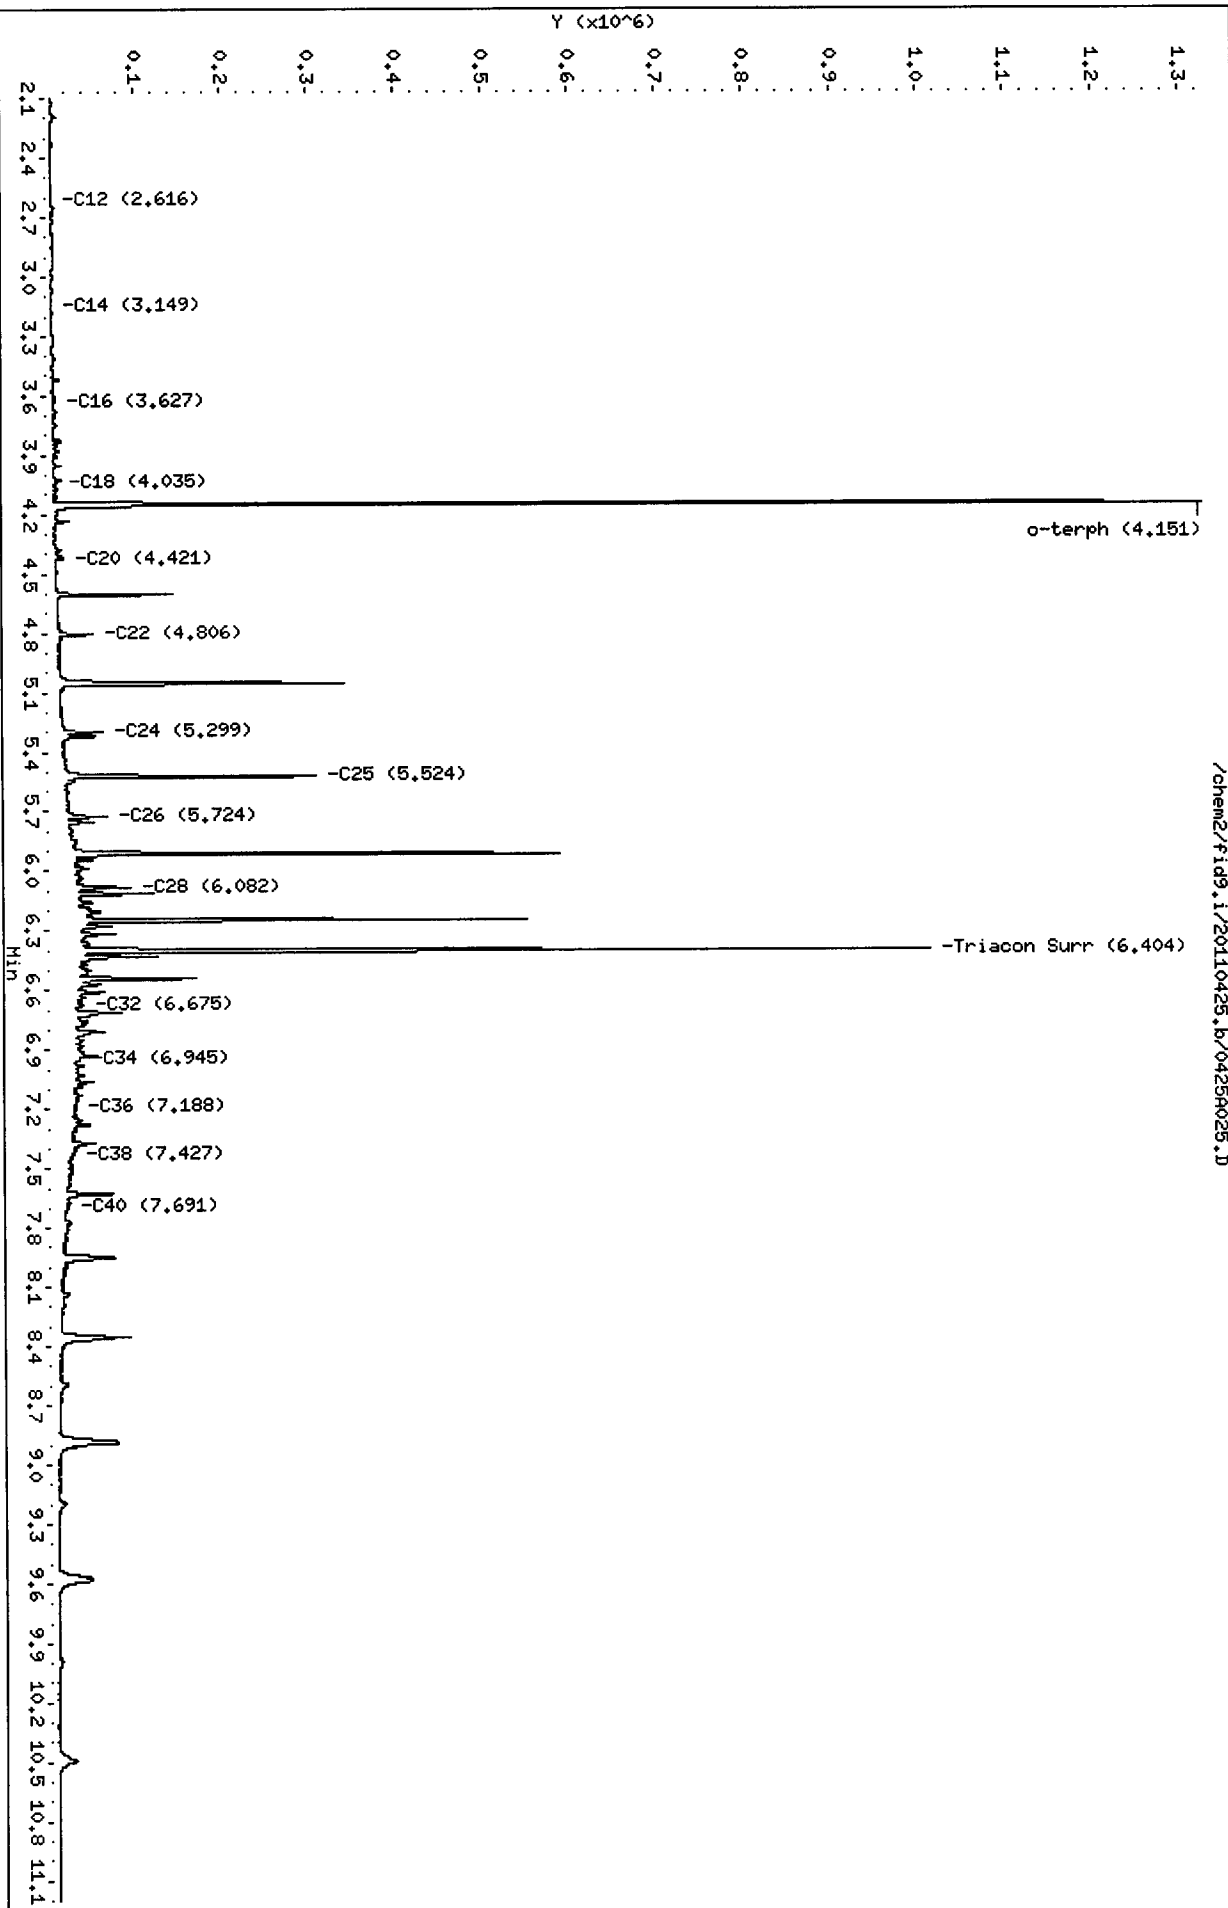 /chem2/fid9.i/20110425.b/0425A025.D
Y (x10^6)
1.3
1.2
1.1
1.0
0.9
0.8
0.7
0.6
0.5
0.4
0.3
0.2
0.1
-C12 (2.616)
-C14 (3.149)
-C16 (3.627)
-C18 (4.035)
o-terph (4.151)
-C20 (4.421)
-C22 (4.806)
-C24 (5.299)
-C25 (5.524)
-C26 (5.724)
-C28 (6.082)
-Triacon Surr (6.404)
-C32 (6.675)
-C34 (6.945)
-C36 (7.188)
-C38 (7.427)
-C40 (7.691)
2.1 2.4 2.7 3.0 3.3 3.6 3.9 4.2 4.5 4.8 5.1 5.4 5.7 6.0 6.3 6.6 6.9 7.2 7.5 7.8 8.1 8.4 8.7 9.0 9.3 9.6 9.9 10.2 10.5 10.8 11.1
Min